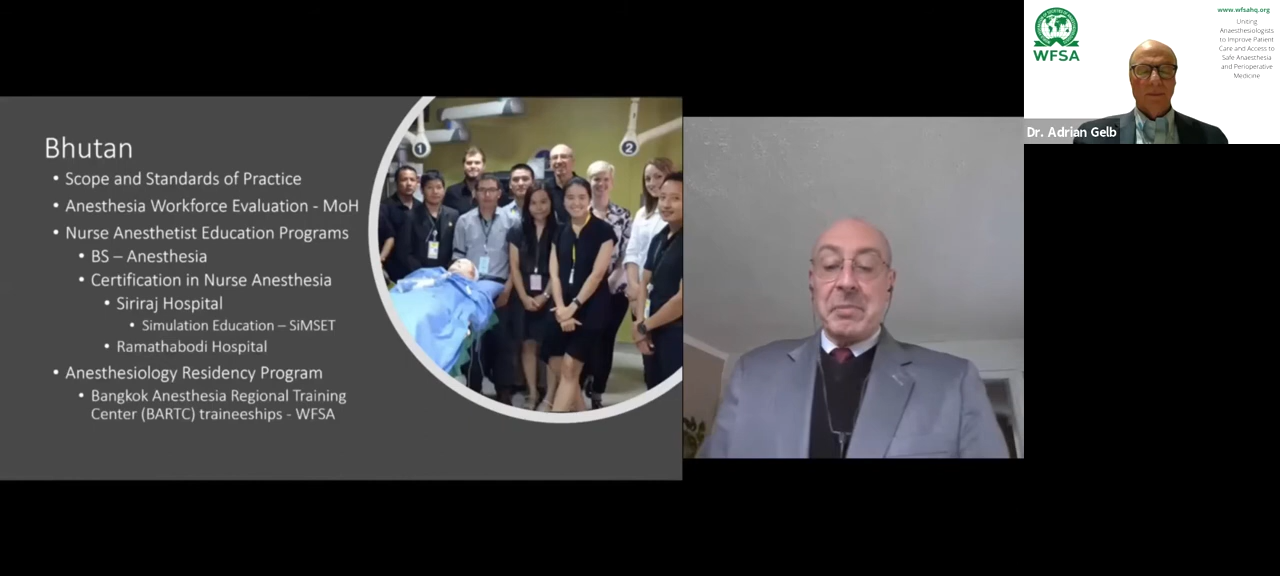 Bhutan
• Scope and Standards of Practice
• Anesthesia Workforce Evaluation - MoH
• Nurse Anesthetist Education Programs
• BS – Anesthesia
• Certification in Nurse Anesthesia
• Siriraj Hospital
• Simulation Education – SiMSET
• Ramathabodi Hospital
• Anesthesiology Residency Program
• Bangkok Anesthesia Regional Training
Center (BARTC) traineeships - WFSA
1
2
WFSA
www.wfsahq.org
Uniting
Anaesthesiologists
to Improve Patient
Care and Access to
Safe Anaesthesia
and Perioperative
Medicine
Dr. Adrian Gelb